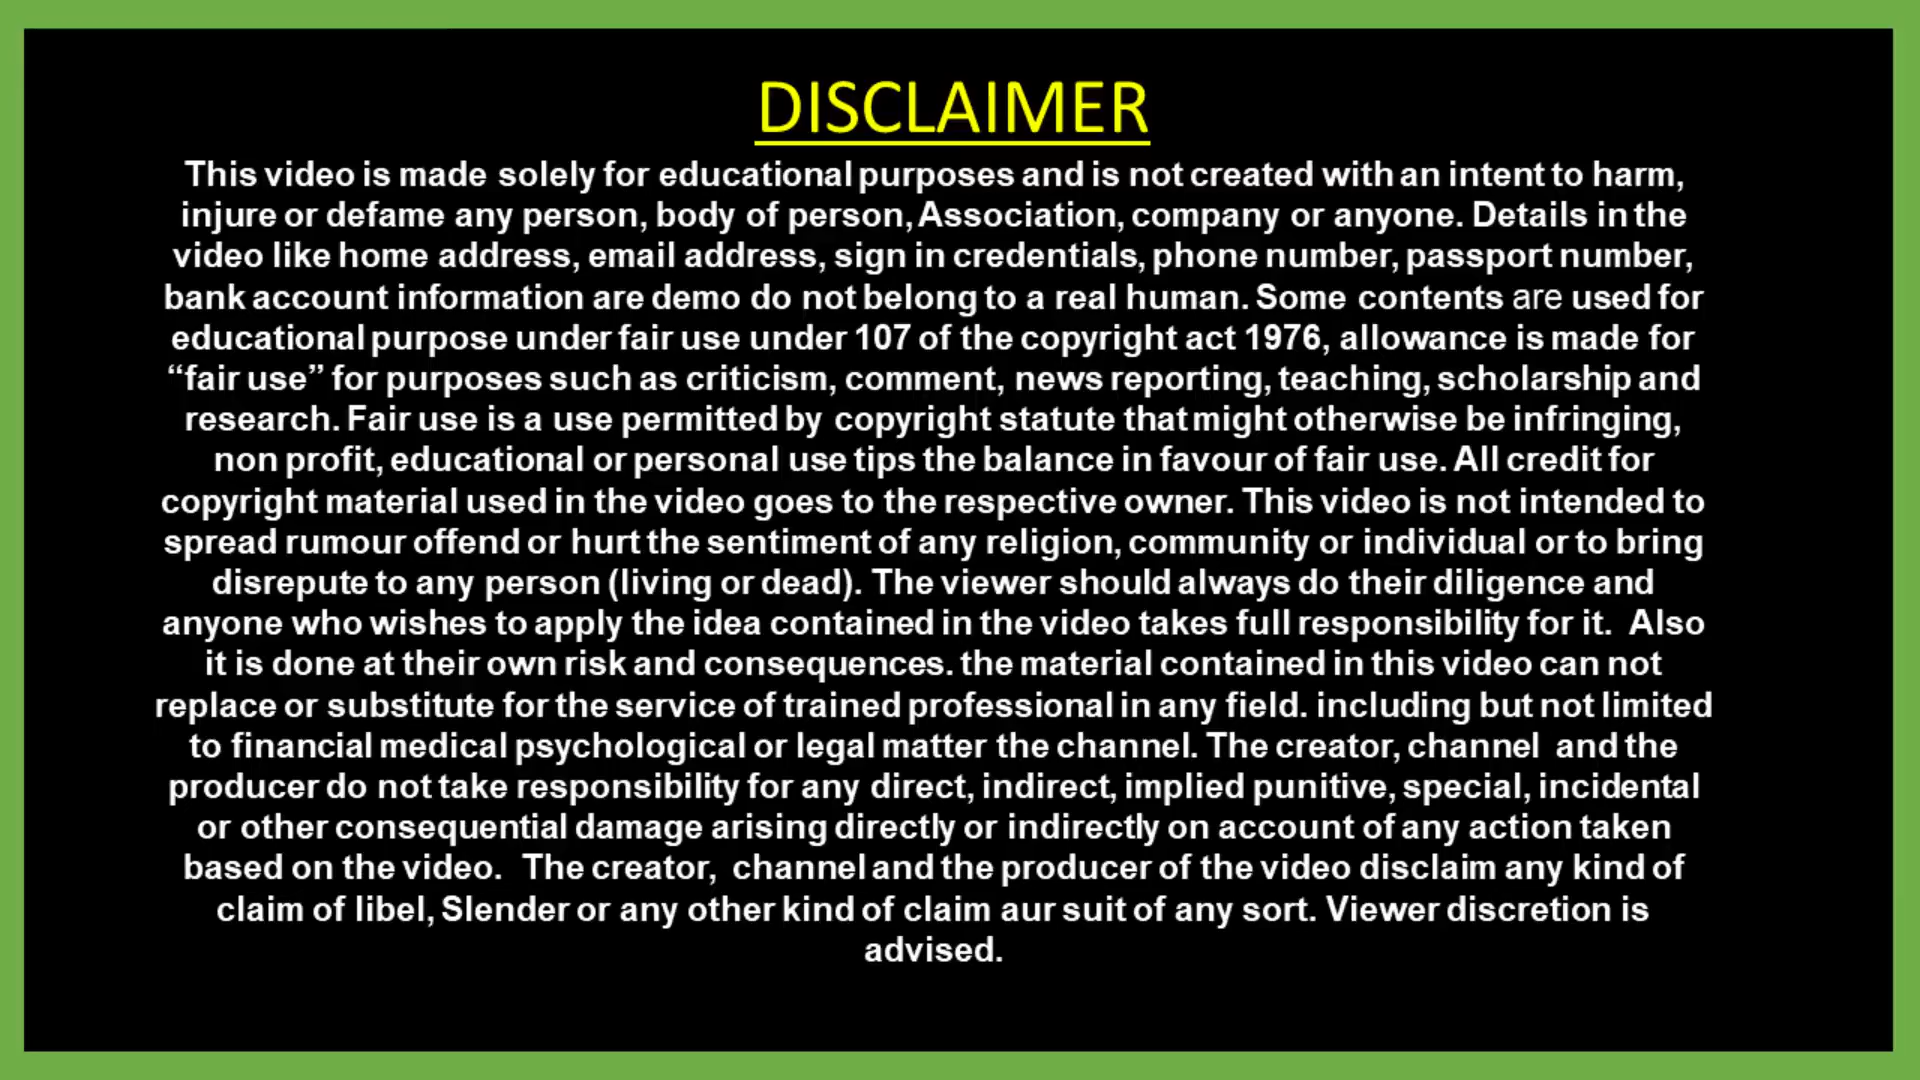 DISCLAIMER
This video is made solely for educational purposes and is not created with an intent to harm,
injure or defame any person, body of person, Association, company or anyone. Details in the
video like home address, email address, sign in credentials, phone number, passport number,
bank account information are demo do not belong to a real human. Some contents are used for
educational purpose under fair use under 107 of the copyright act 1976, allowance is made for
“fair use” for purposes such as criticism, comment, news reporting, teaching, scholarship and
research. Fair use is a use permitted by copyright statute that might otherwise be infringing,
non profit, educational or personal use tips the balance in favour of fair use. All credit for
copyright material used in the video goes to the respective owner. This video is not intended to
spread rumour offend or hurt the sentiment of any religion, community or individual or to bring
disrepute to any person (living or dead). The viewer should always do their diligence and
anyone who wishes to apply the idea contained in the video takes full responsibility for it. Also
it is done at their own risk and consequences. the material contained in this video can not
replace or substitute for the service of trained professional in any field. including but not limited
to financial medical psychological or legal matter the channel. The creator, channel and the
producer do not take responsibility for any direct, indirect, implied punitive, special, incidental
or other consequential damage arising directly or indirectly on account of any action taken
based on the video. The creator, channel and the producer of the video disclaim any kind of
claim of libel, Slender or any other kind of claim aur suit of any sort. Viewer discretion is
advised.